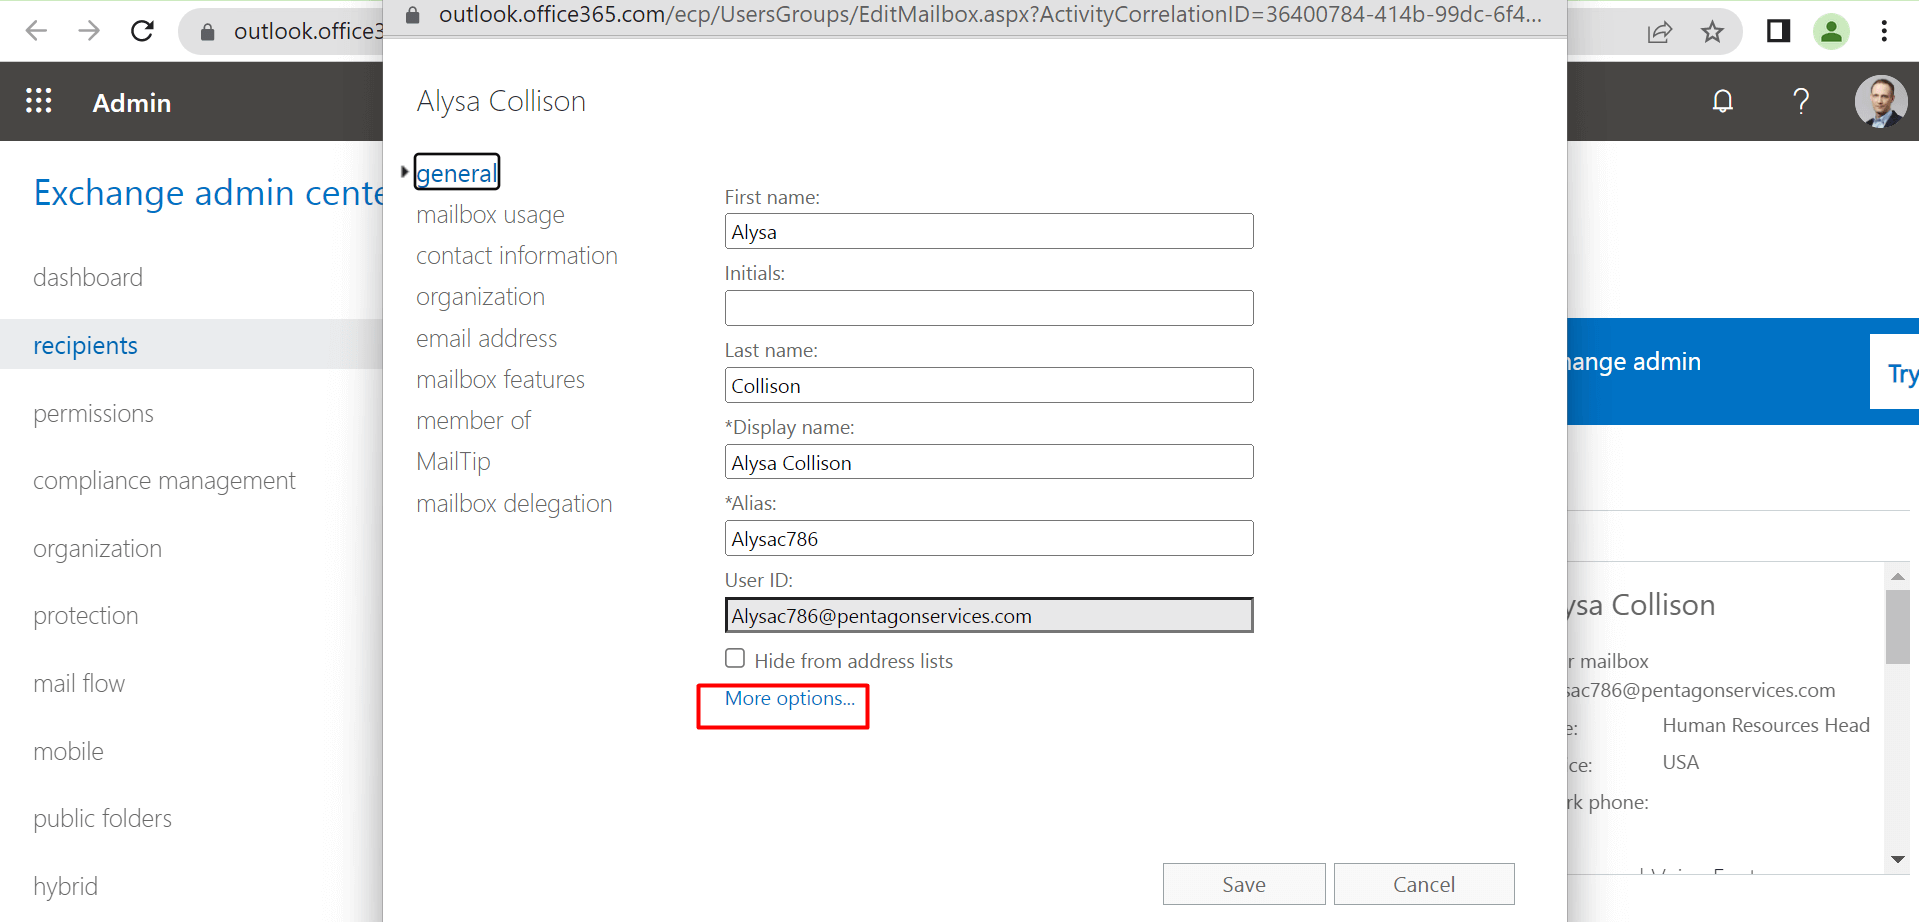 outlook.office3
outlook.office365.com/ecp/UsersGroups/EditMailbox.aspx?ActivityCorrelationID=36400784-414b-99dc-6f4...
Admin
Exchange admin cente
dashboard
recipients
permissions
compliance management
organization
protection
mail flow
mobile
public folders
hybrid
Alysa Collison
general
mailbox usage
contact information
organization
email address
mailbox features
member of
MailTip
mailbox delegation
First name:
Alysa
Initials:
Last name:
Collison
*Display name:
Alysa Collison
*Alias:
Alysac786
User ID:
Alysac786@pentagonservices.com
Hide from address lists
More options...
Save
Cancel
hange admin
Try
ysa Collison
r mailbox
sac786@pentagonservices.com
e: Human Resources Head
ce: USA
rk phone: